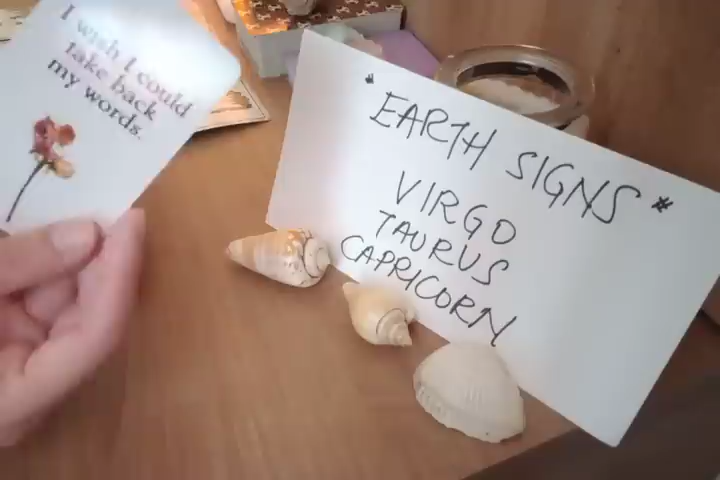 I wish I could
take back
my words.
*EARTH SIGNS*
VIRGO
TAURUS
CAPRICORN